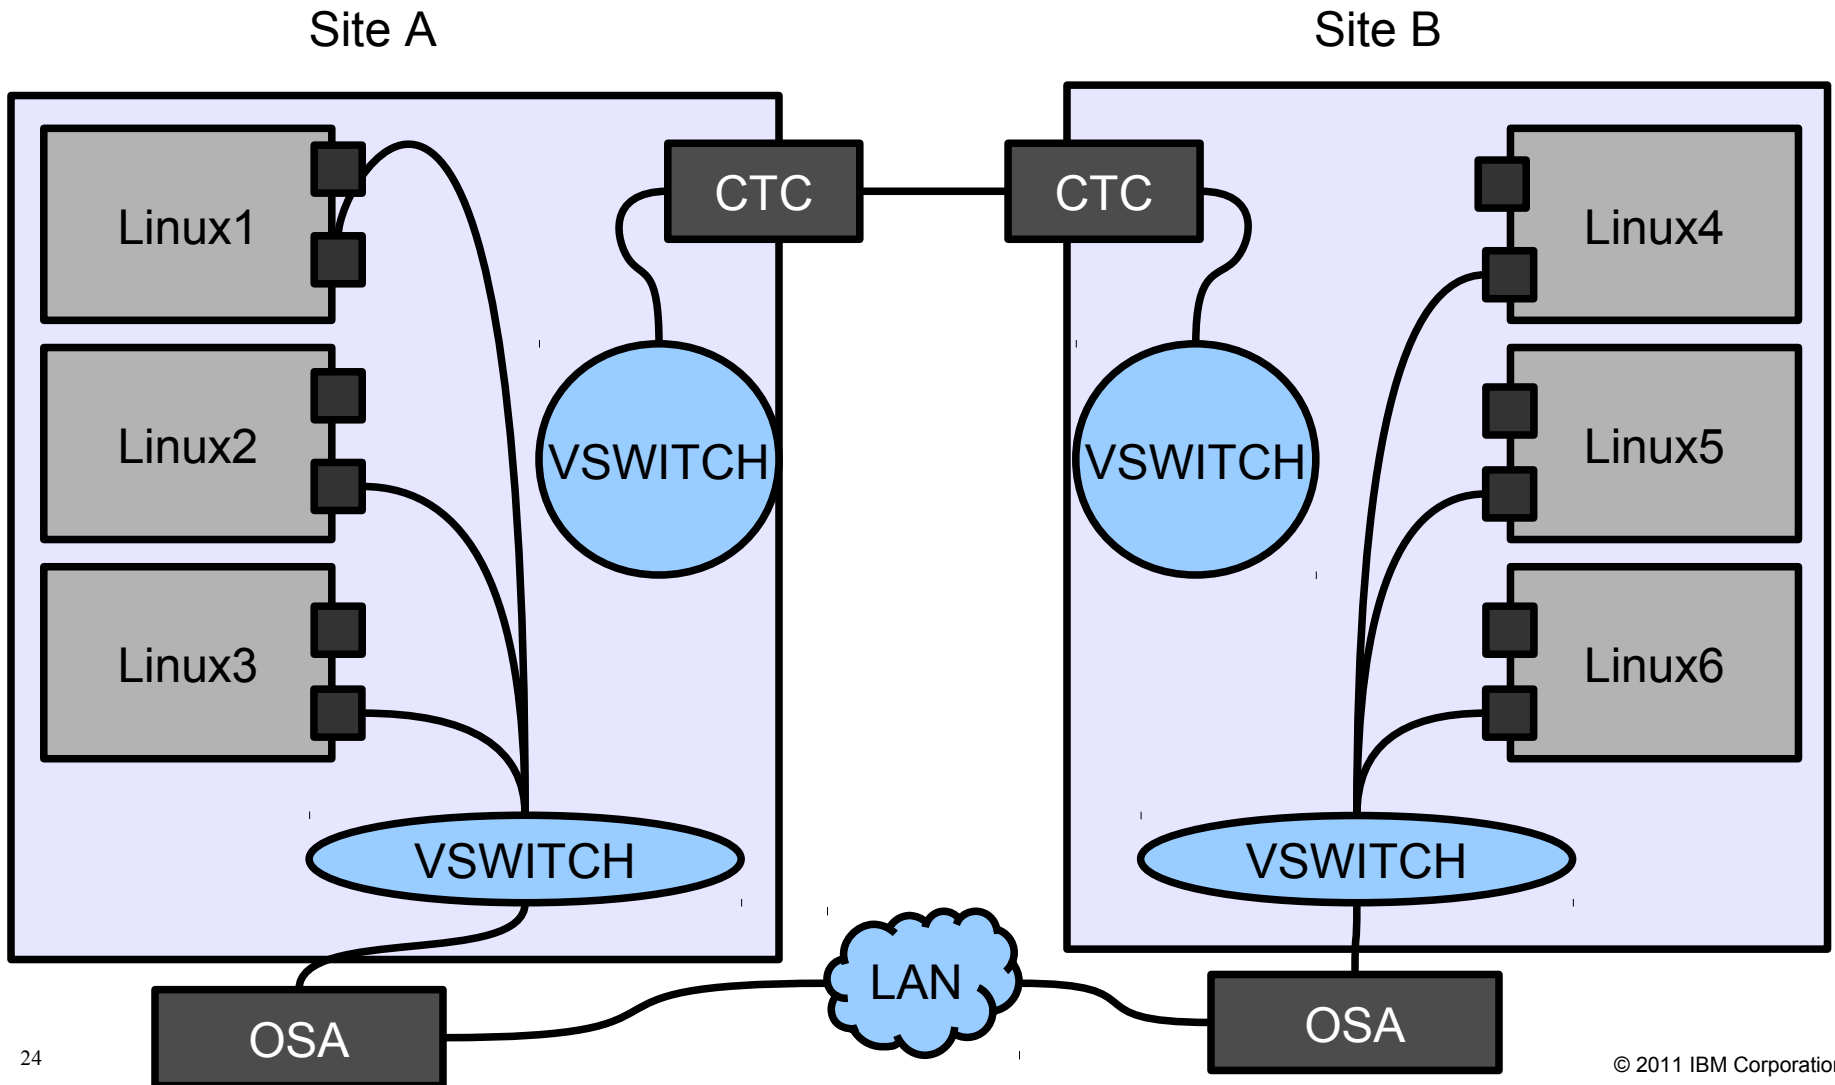 Site A
Site B
Linux1
CTC
CTC
Linux4
Linux2
VSWITCH
VSWITCH
Linux5
Linux3
Linux6
VSWITCH
VSWITCH
LAN
OSA
OSA
24
© 2011 IBM Corporation